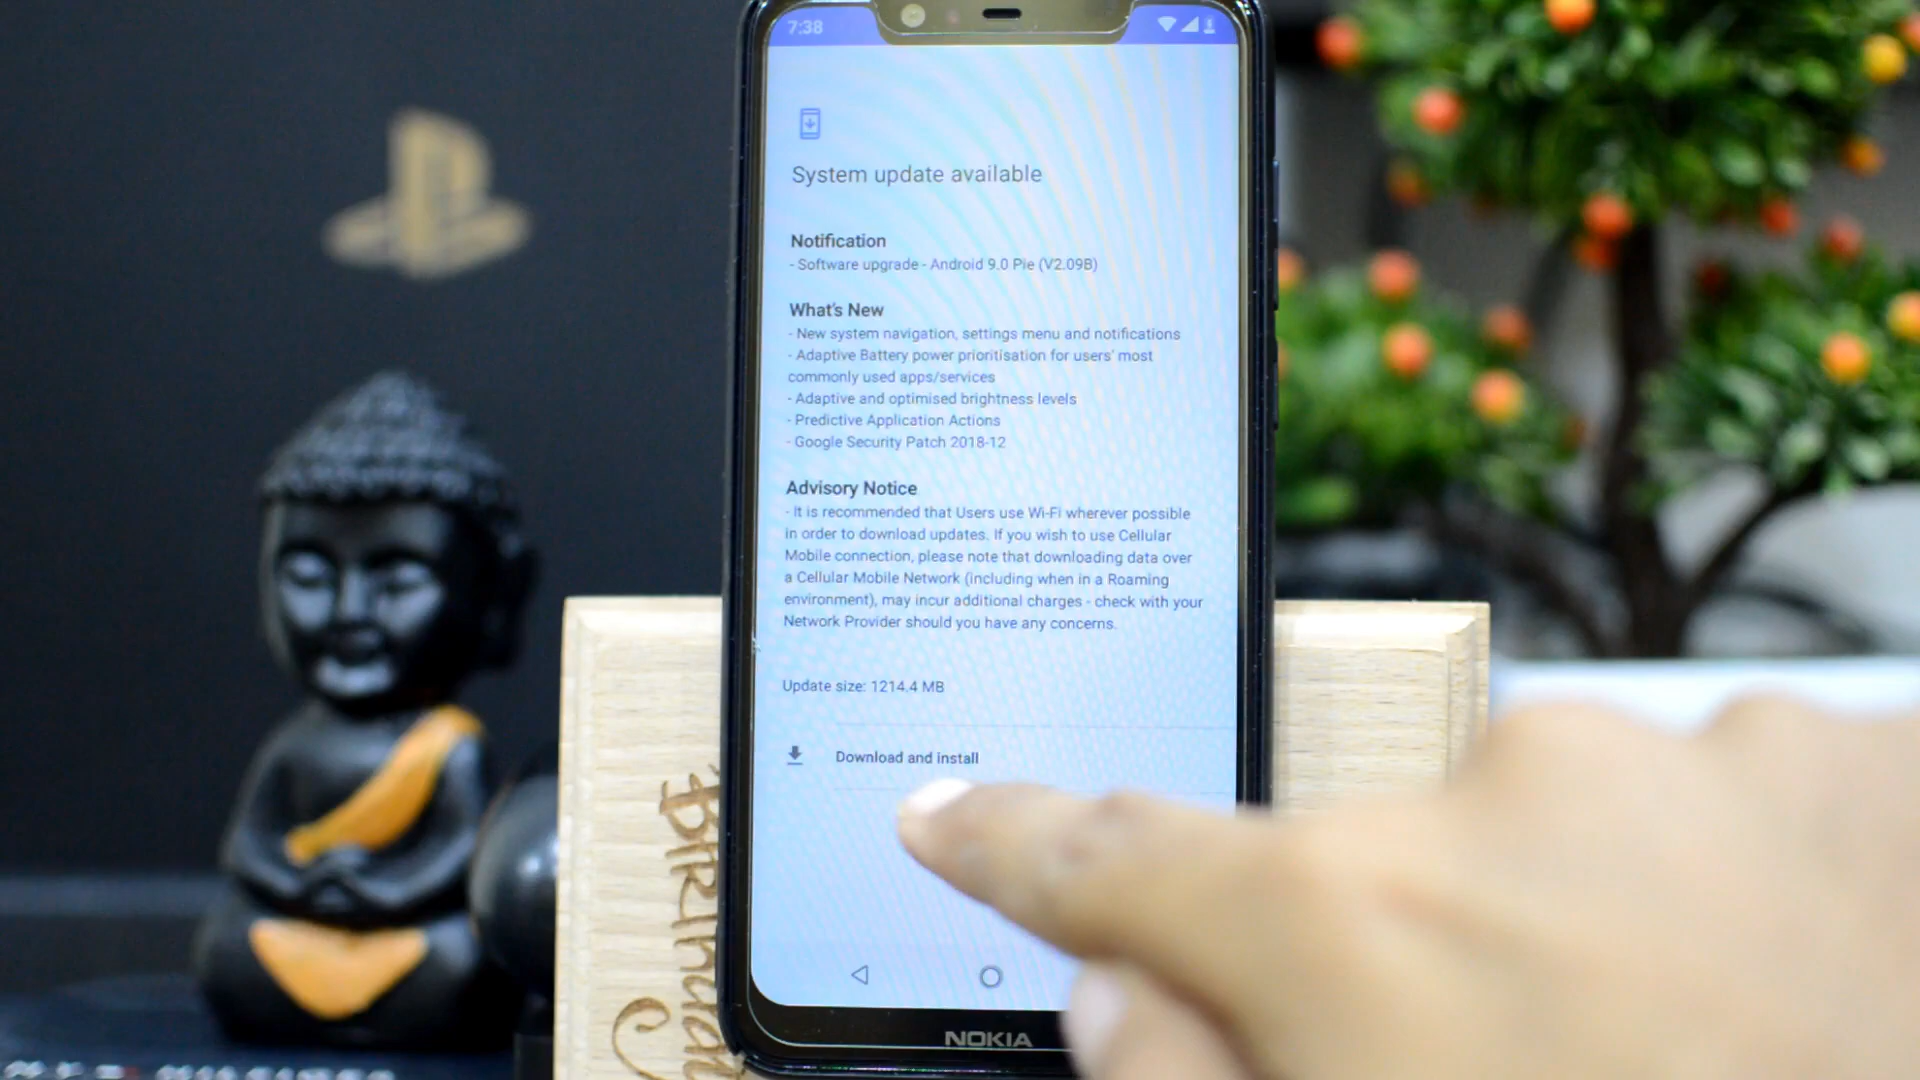 7:38
System update available
Notification
- Software upgrade - Android 9.0 Pie (V2.09B)
What's New
- New system navigation, settings menu and notifications
- Adaptive Battery power prioritisation for users' most
commonly used apps/services
- Adaptive and optimised brightness levels
- Predictive Application Actions
- Google Security Patch 2018-12
Advisory Notice
- It is recommended that Users use Wi-Fi wherever possible
in order to download updates. If you wish to use Cellular
Mobile connection, please note that downloading data over
a Cellular Mobile Network (including when in a Roaming
environment), may incur additional charges - check with your
Network Provider should you have any concerns.
Update size: 1214.4 MB
Download and install
NOKIA